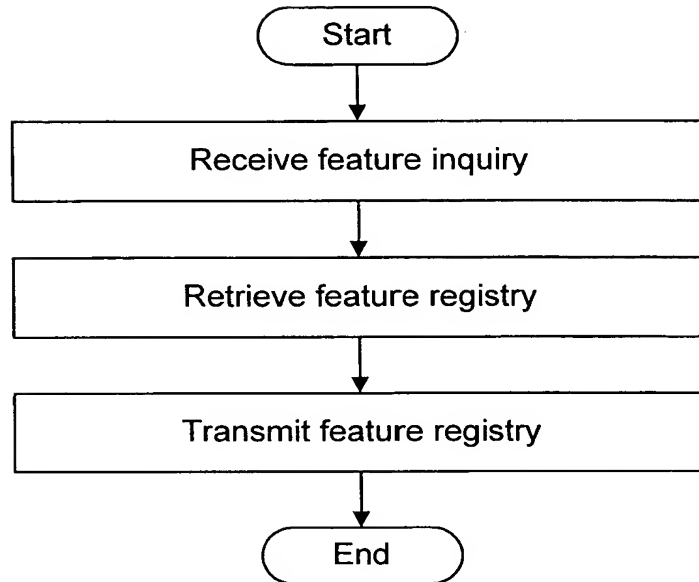 Start
Receive feature inquiry
Retrieve feature registry
Transmit feature registry
End